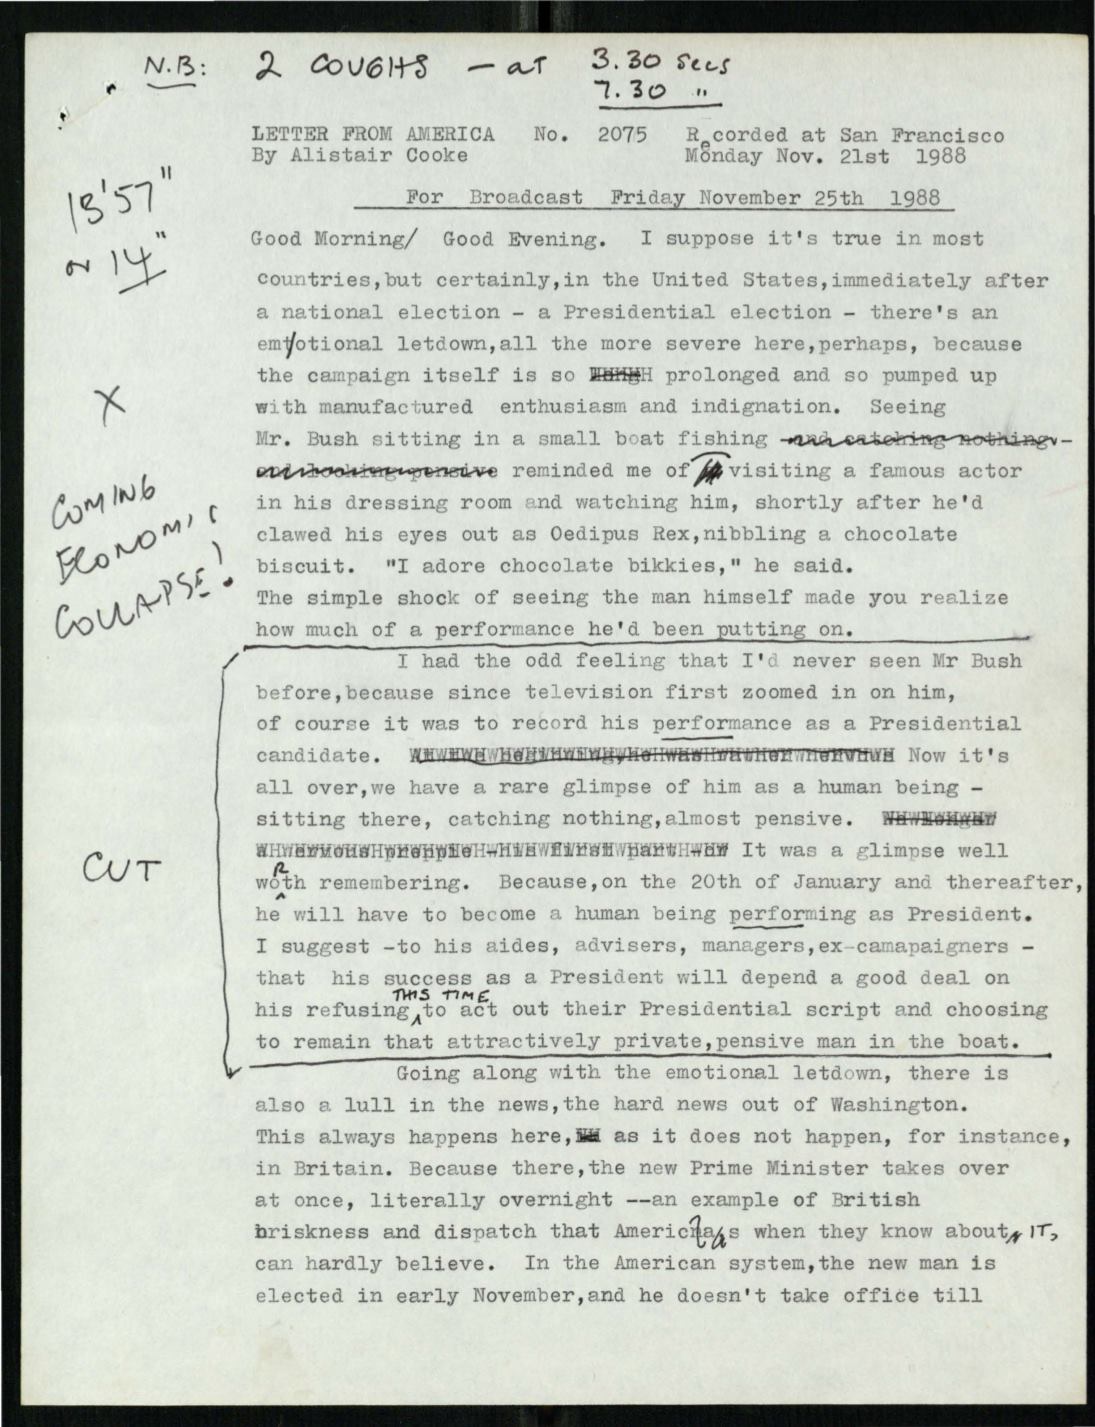 N.B: 2 COUGHS - at 3.30 secs
7.30 "
LETTER FROM AMERICA No. 2075 Recorded at San Francisco
By Alistair Cooke Monday Nov. 21st 1988
13'57"
or 14"
For Broadcast Friday November 25th 1988
Good Morning/ Good Evening. I suppose it's true in most
countries,but certainly,in the United States,immediately after
a national election - a Presidential election - there's an
emotional letdown,all the more severe here,perhaps, because
the campaign itself is so prolonged and so pumped up
X
with manufactured enthusiasm and indignation. Seeing
Mr. Bush sitting in a small boat fishing - and catching nothing -
and looking pensive reminded me of visiting a famous actor
COMING
ECONOMIC
COLLAPSE!
in his dressing room and watching him, shortly after he'd
clawed his eyes out as Oedipus Rex,nibbling a chocolate
biscuit. "I adore chocolate bikkies," he said.
The simple shock of seeing the man himself made you realize
how much of a performance he'd been putting on.
I had the odd feeling that I'd never seen Mr Bush
before,because since television first zoomed in on him,
of course it was to record his performance as a Presidential
candidate. Now it's
all over,we have a rare glimpse of him as a human being -
sitting there, catching nothing,almost pensive.
It was a glimpse well
CUT
worth remembering. Because,on the 20th of January and thereafter,
he will have to become a human being performing as President.
I suggest -to his aides, advisers, managers,ex-camapaigners -
that his success as a President will depend a good deal on
his refusing THIS TIME to act out their Presidential script and choosing
to remain that attractively private,pensive man in the boat.
Going along with the emotional letdown, there is
also a lull in the news,the hard news out of Washington.
This always happens here, as it does not happen, for instance,
in Britain. Because there,the new Prime Minister takes over
at once, literally overnight --an example of British
briskness and dispatch that Americans when they know about IT,
can hardly believe. In the American system,the new man is
elected in early November,and he doesn't take office till